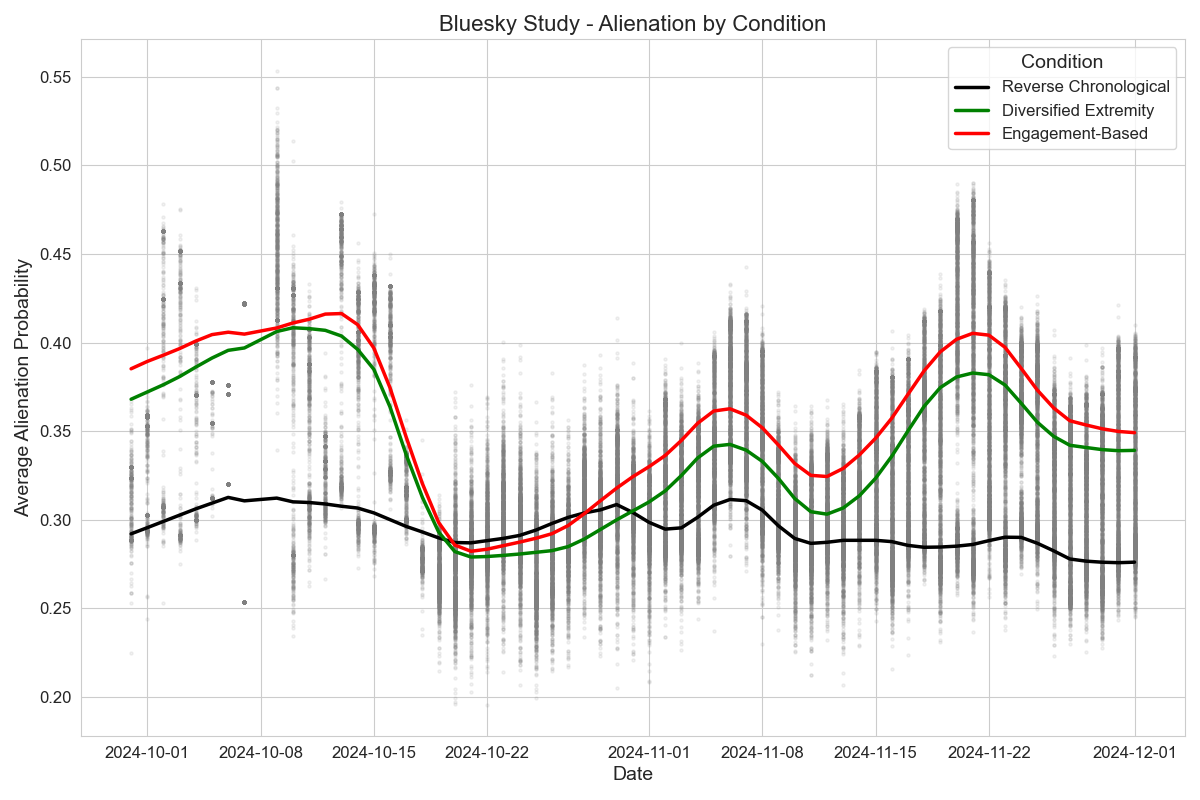 Bluesky Study - Alienation by Condition
Condition
Reverse Chronological
Diversified Extremity
Engagement-Based
Average Alienation Probability
0.55
0.50
0.45
0.40
0.35
0.30
0.25
0.20
2024-10-01 2024-10-08 2024-10-15 2024-10-22 2024-11-01 2024-11-08 2024-11-15 2024-11-22 2024-12-01
Date